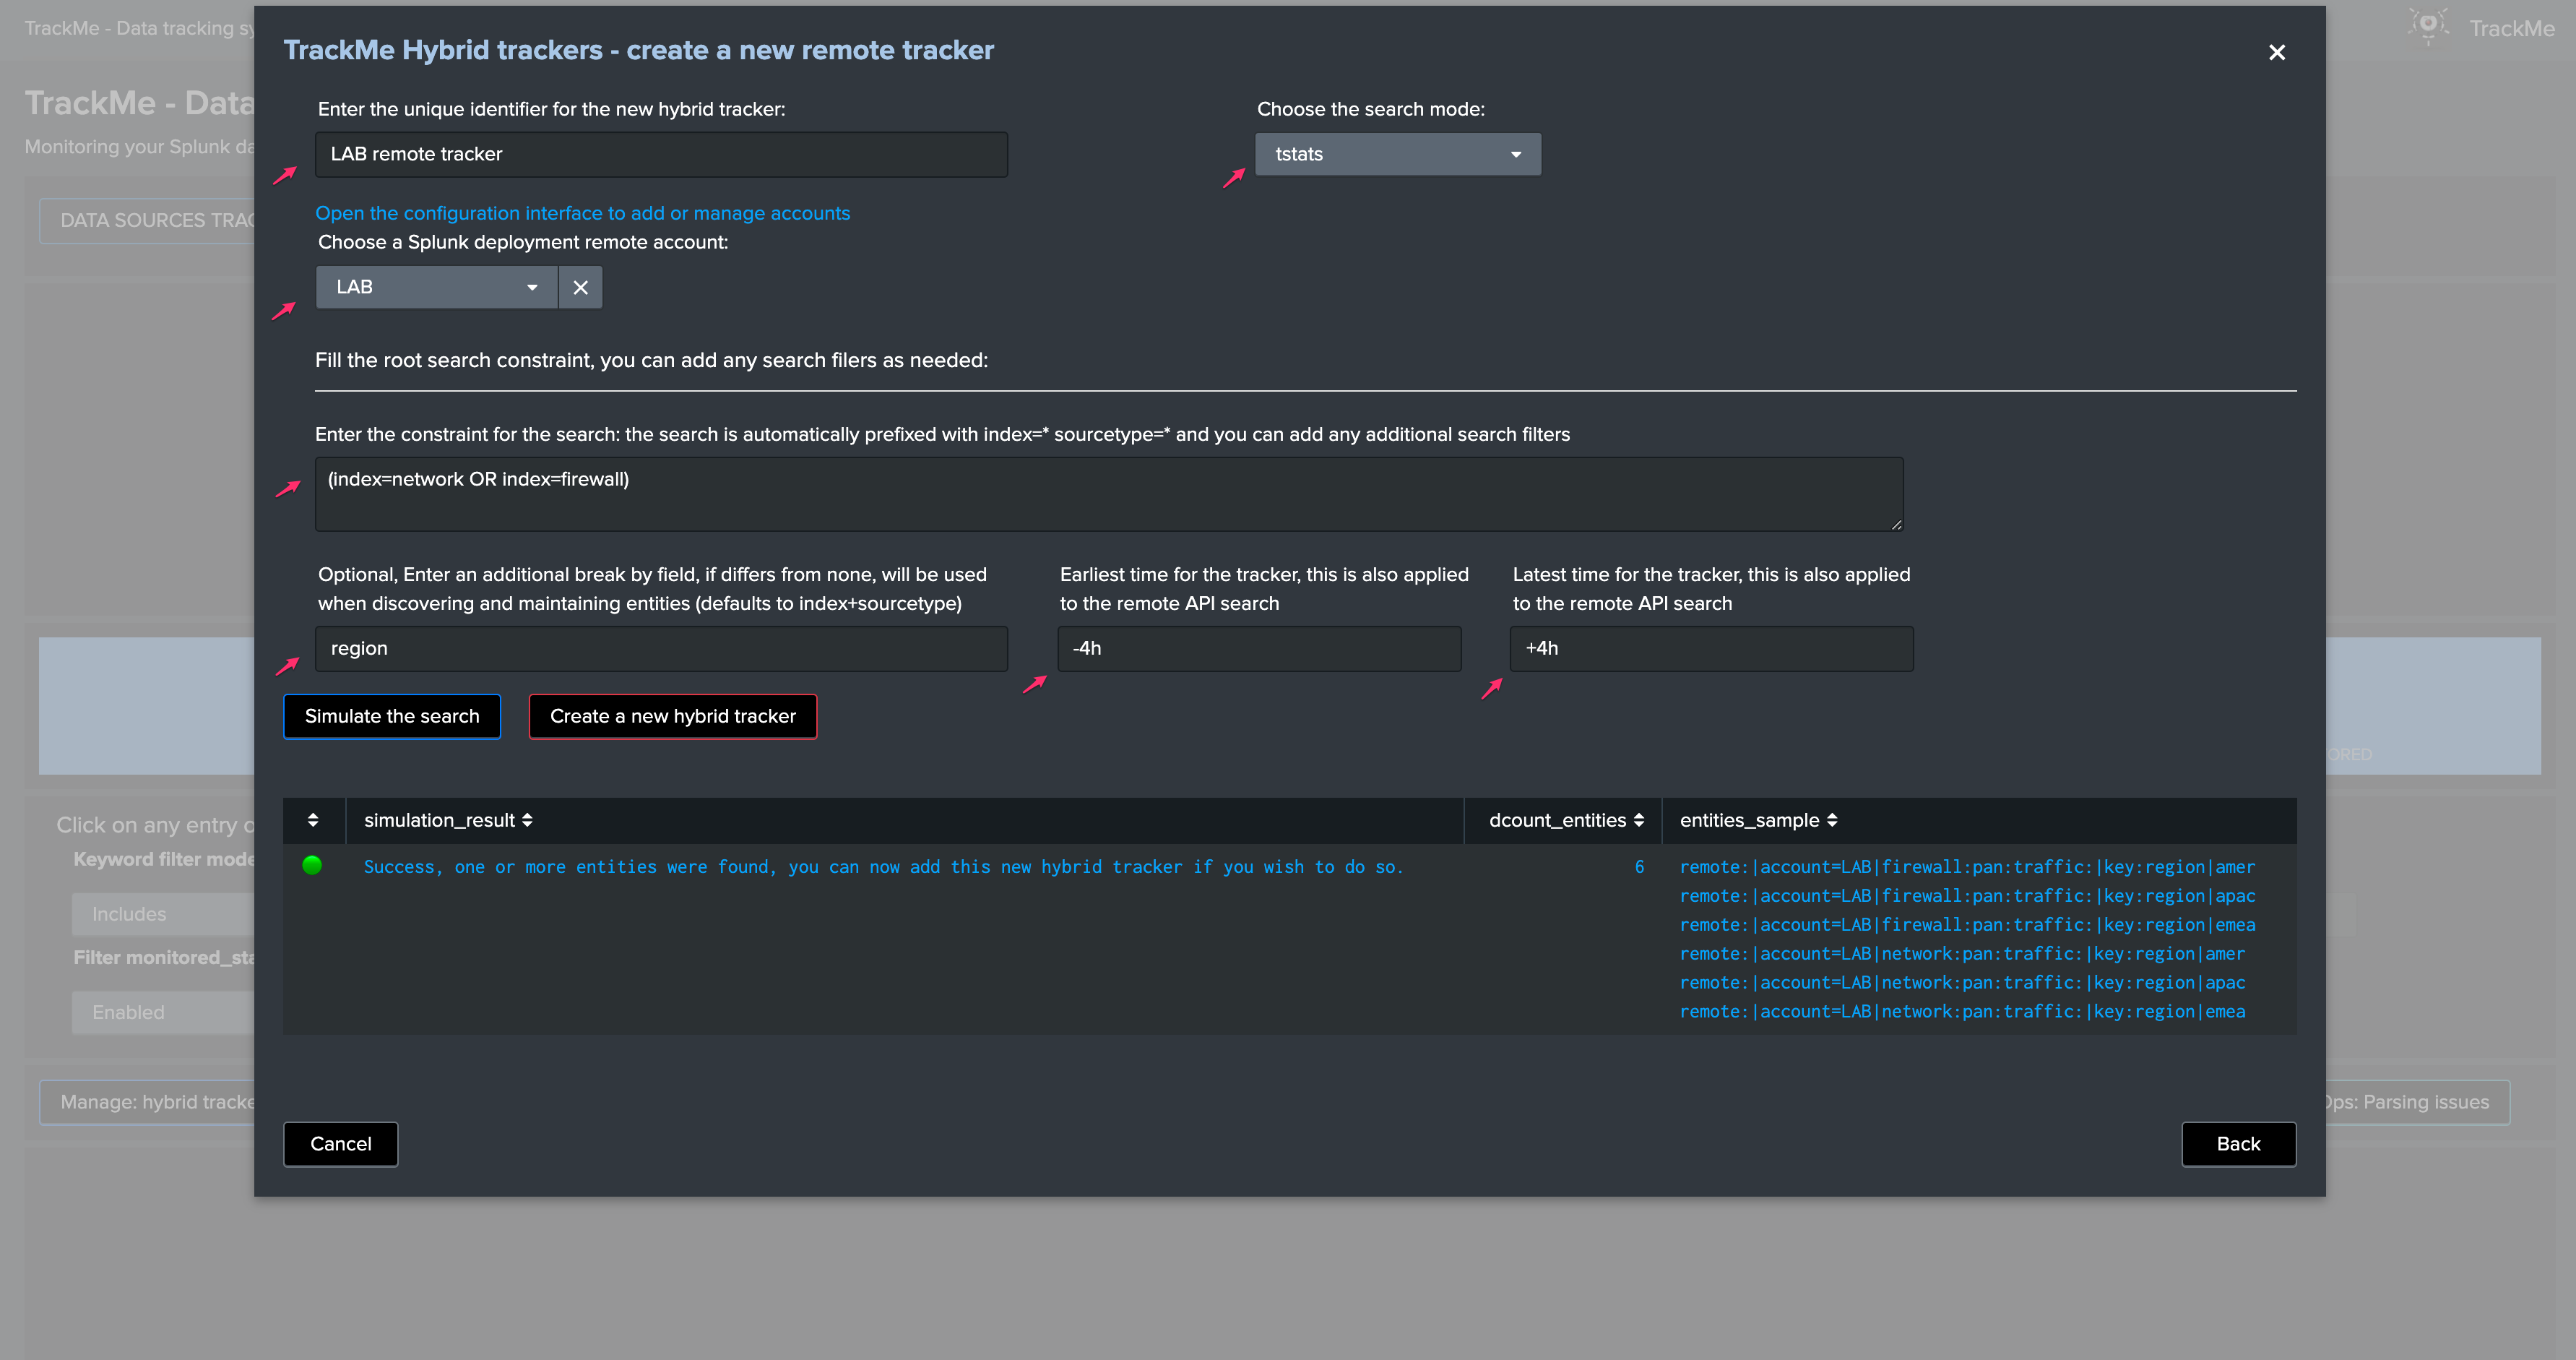 TrackMe - Data tracking sy
TrackMe
TrackMe - Data
Monitoring your Splunk da
DATA SOURCES TRAC
TrackMe Hybrid trackers - create a new remote tracker
Enter the unique identifier for the new hybrid tracker:
Choose the search mode:
LAB remote tracker
tstats
Open the configuration interface to add or manage accounts
Choose a Splunk deployment remote account:
LAB
Fill the root search constraint, you can add any search filers as needed:
Enter the constraint for the search: the search is automatically prefixed with index=* sourcetype=* and you can add any additional search filters
(index=network OR index=firewall)
Optional, Enter an additional break by field, if differs from none, will be used
when discovering and maintaining entities (defaults to index+sourcetype)
Earliest time for the tracker, this is also applied
to the remote API search
Latest time for the tracker, this is also applied
to the remote API search
region
-4h
+4h
Simulate the search
Create a new hybrid tracker
ORED
simulation_result
dcount_entities
entities_sample
Success, one or more entities were found, you can now add this new hybrid tracker if you wish to do so.
6
remote:|account=LAB|firewall:pan:traffic:|key:region|amer
remote:|account=LAB|firewall:pan:traffic:|key:region|apac
remote:|account=LAB|firewall:pan:traffic:|key:region|emea
remote:|account=LAB|network:pan:traffic:|key:region|amer
remote:|account=LAB|network:pan:traffic:|key:region|apac
remote:|account=LAB|network:pan:traffic:|key:region|emea
Click on any entry o
Keyword filter mode
Includes
Filter monitored_sta
Enabled
Manage: hybrid tracke
Ops: Parsing issues
Cancel
Back